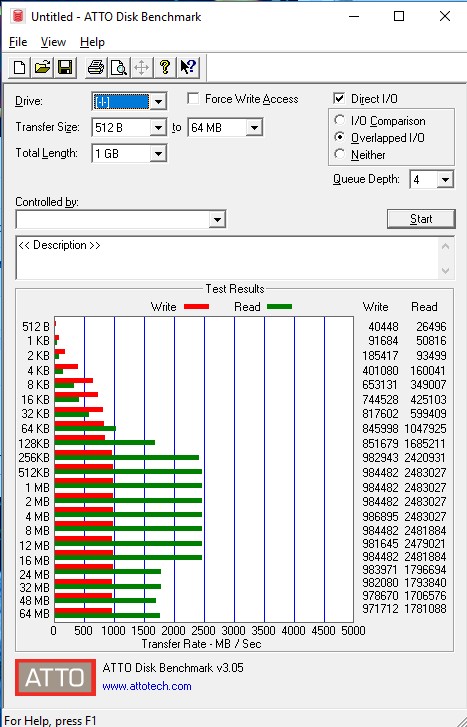 Untitled - ATTO Disk Benchmark
File View Help
Drive: [-I-] Force Write Access Direct I/O
Transfer Size: 512 B to 64 MB I/O Comparison
Overlapped I/O
Total Length: 1 GB Neither
Queue Depth: 4
Controlled by:
Start
<< Description >>
Test Results
Write Read Write Read
512 B 40448 26496
1 KB 91684 50816
2 KB 185417 93499
4 KB 401080 160041
8 KB 653131 349007
16 KB 744528 425103
32 KB 817602 599409
64 KB 845998 1047925
128KB 851679 1685211
256KB 982943 2420931
512KB 984482 2483027
1 MB 984482 2483027
2 MB 984482 2483027
4 MB 986895 2483027
8 MB 984482 2481884
12 MB 981645 2479021
16 MB 984482 2481884
24 MB 983971 1796694
32 MB 982080 1793840
48 MB 978670 1706576
64 MB 971712 1781088
0 500 1000 1500 2000 2500 3000 3500 4000 4500 5000
Transfer Rate - MB / Sec
ATTO ATTO Disk Benchmark v3.05
www.attotech.com
For Help, press F1